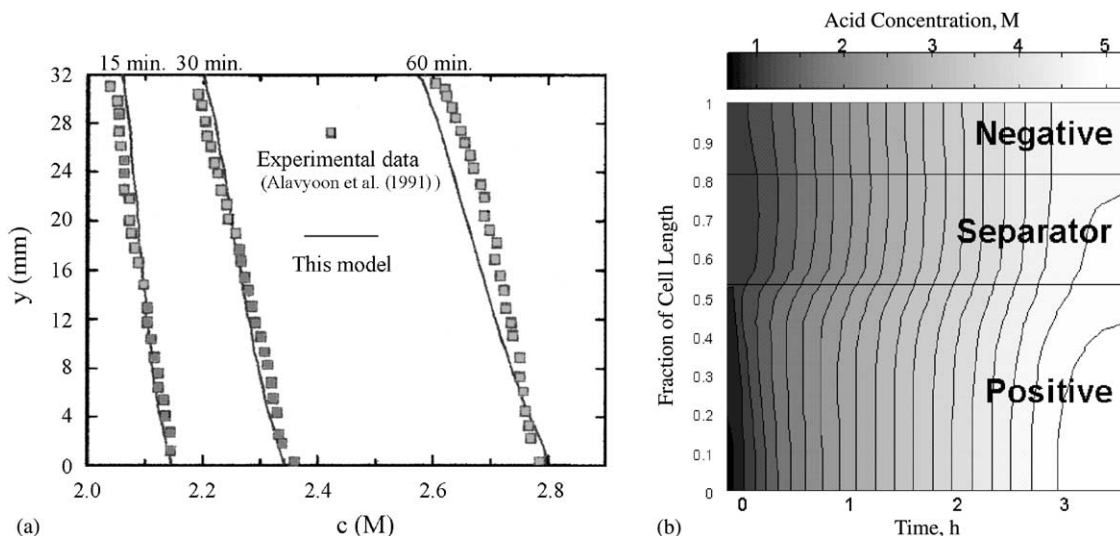 15 min. 30 min. 60 min.
32
28
24
20
16
12
8
4
0
y (mm)
Experimental data
(Alavyoon et al. (1991))
This model
2.0 2.2 2.4 2.6 2.8
(a) c (M)
Acid Concentration, M
1 2 3 4 5
1
0.9
0.8
0.7
0.6
0.5
0.4
0.3
0.2
0.1
0
Fraction of Cell Length
Negative
Separator
Positive
0 1 2 3
(b) Time, h